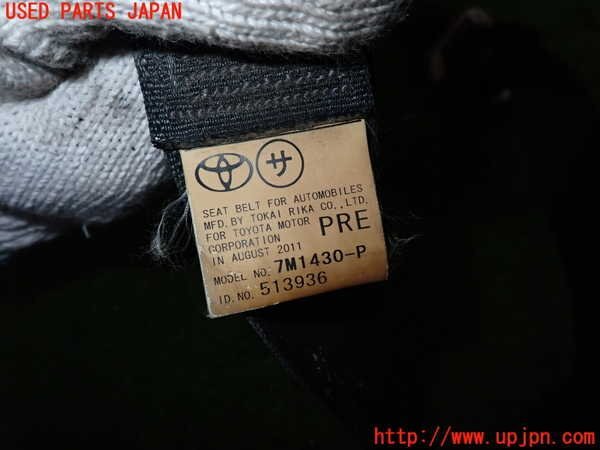 USED PARTS JAPAN
サ
SEAT BELT FOR AUTOMOBILES
MFD. BY TOKAI RIKA CO.,LTD.
FOR TOYOTA MOTOR PRE
CORPORATION
IN AUGUST 2011
MODEL NO. 7M1430-P
ID.NO. 513936
http://www.upjpn.com/